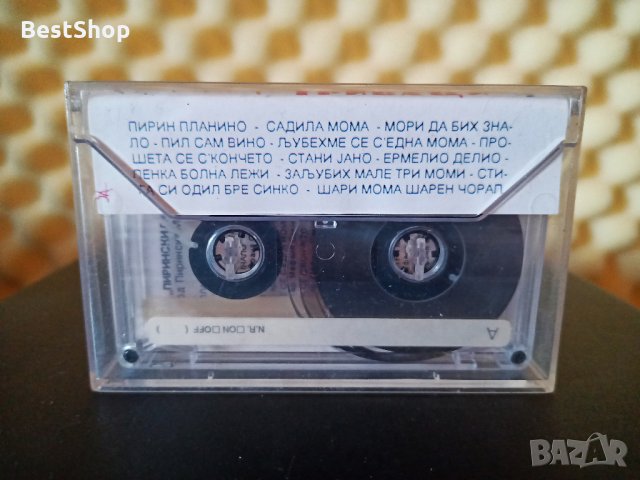 BestShop
ПИРИН ПЛАНИНО - САДИЛА МОМА - МОРИ ДА БИХ ЗНА-
ЛО - ПИЛ САМ ВИНО - ЉУБЕХМЕ СЕ С'ЕДНА МОМА - ПРО-
ШЕТА СЕ С'КОНЧЕТО - СТАНИ ЈАНО - ЕРМЕЛИО ДЕЛИО -
ПЕНКА БОЛНА ЛЕЖИ - ЗАЉУБИХ МАЛЕ ТРИ МОМИ - СТИ-
ГА СИ ОДИЛ БРЕ СИНКО - ШАРИ МОМА ШАРЕН ЧОРАП
A
N.R. □ON □OFF
BAZAR